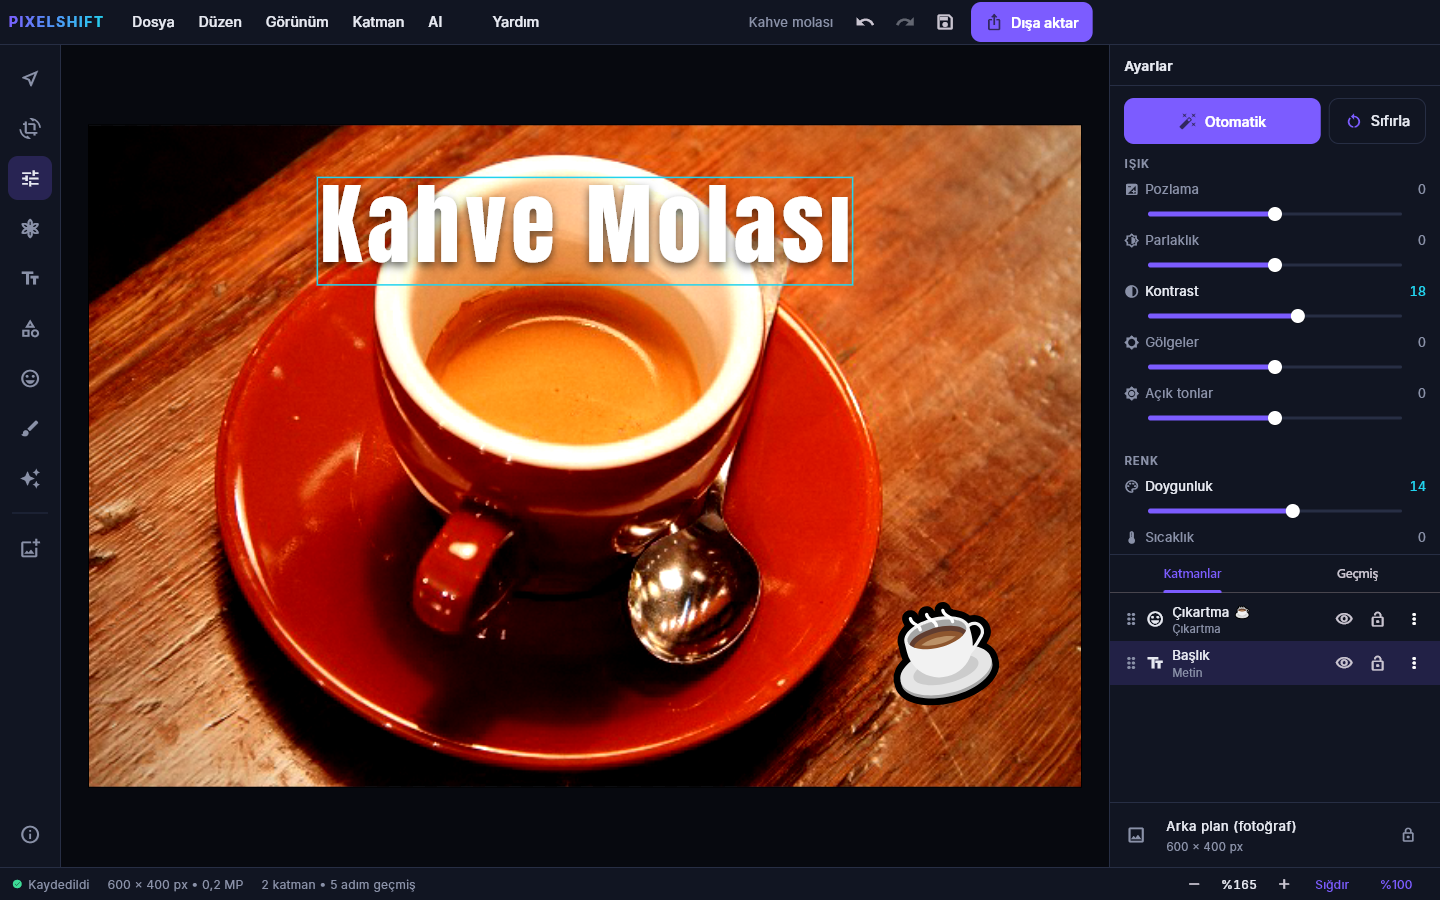 PIXELSHIFT Dosya Düzen Görünüm Katman AI Yardım Kahve molası Dışa aktar
Ayarlar
Otomatik Sıfırla
IŞIK
Pozlama 0
Parlaklık 0
Kontrast 18
Gölgeler 0
Açık tonlar 0
RENK
Doygunluk 14
Sıcaklık 0
Kahve Molası
Katmanlar Geçmiş
Çıkartma ☕
Çıkartma
Başlık
Metin
Arka plan (fotoğraf)
600 × 400 px
Kaydedildi 600 × 400 px • 0,2 MP 2 katman • 5 adım geçmiş − %165 + Sığdır %100